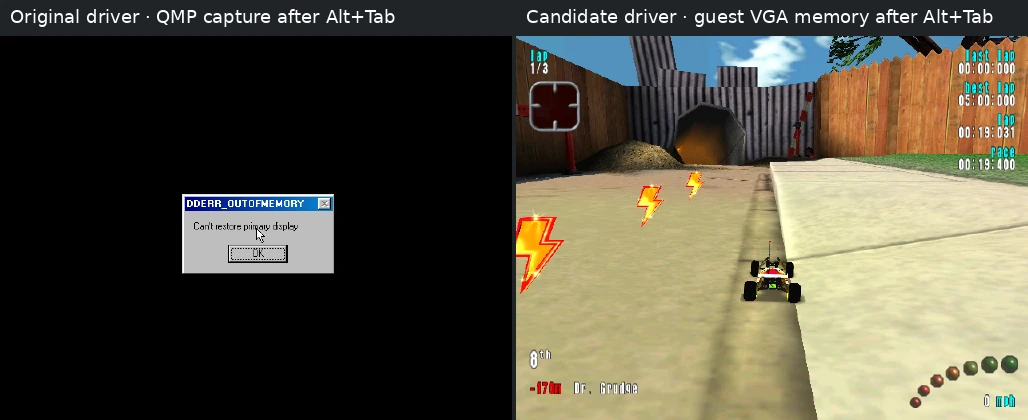 Original driver · QMP capture after Alt+Tab
DDERR_OUTOFMEMORY
Can't restore primary display
OK
Candidate driver · guest VGA memory after Alt+Tab
lap
1/3
last lap
00:00:000
best lap
05:00:000
lap
00:19:031
race
00:19:400
8th
-170m Dr. Grudge
0 mph